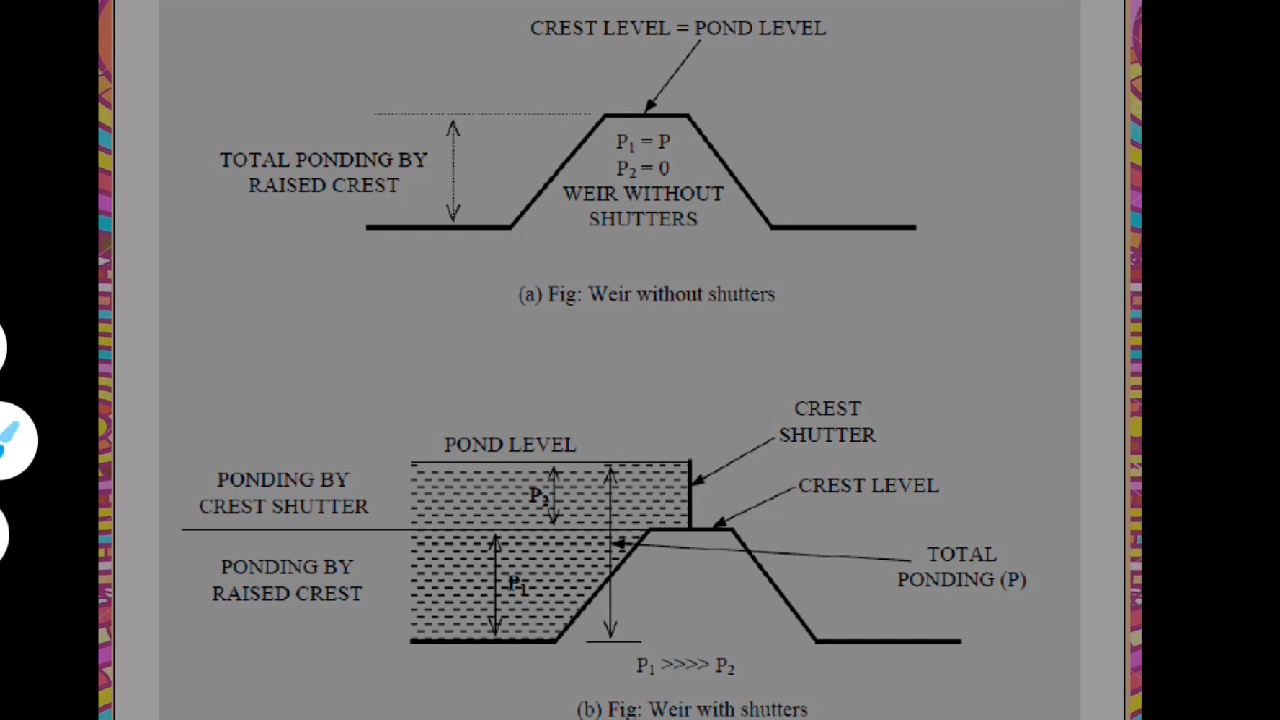 CREST LEVEL = POND LEVEL
TOTAL PONDING BY
RAISED CREST
P₁ = P
P₂ = 0
WEIR WITHOUT
SHUTTERS
(a) Fig: Weir without shutters
CREST
SHUTTER
POND LEVEL
PONDING BY
CREST SHUTTER
P₂
CREST LEVEL
PONDING BY
RAISED CREST
P₁
TOTAL
PONDING (P)
P₁ >>>> P₂
(b) Fig: Weir with shutters